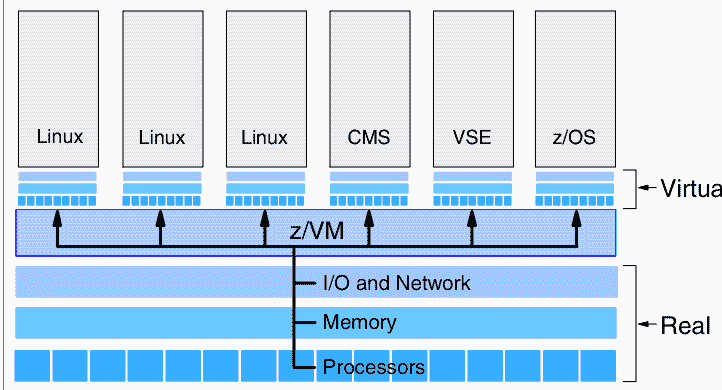 Linux
Linux
Linux
CMS
VSE
z/OS
Virtua
z/VM
I/O and Network
Memory
Real
Processors